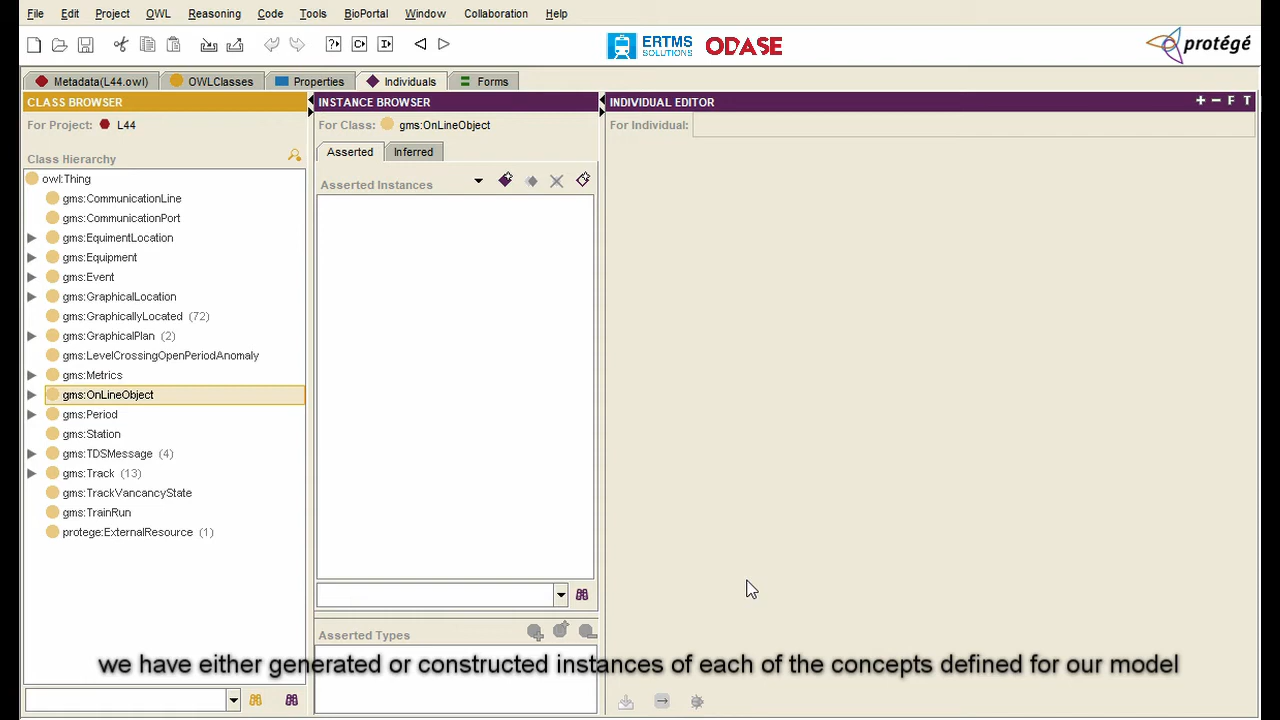 File Edit Project OWL Reasoning Code Tools BioPortal Window Collaboration Help
ERTMS SOLUTIONS ODASE protégé
Metadata(L44.owl) OWLClasses Properties Individuals Forms
CLASS BROWSER
For Project: L44
Class Hierarchy
owl:Thing
gms:CommunicationLine
gms:CommunicationPort
gms:EquimentLocation
gms:Equipment
gms:Event
gms:GraphicalLocation
gms:GraphicallyLocated (72)
gms:GraphicalPlan (2)
gms:LevelCrossingOpenPeriodAnomaly
gms:Metrics
gms:OnLineObject
gms:Period
gms:Station
gms:TDSMessage (4)
gms:Track (13)
gms:TrackVancancyState
gms:TrainRun
protege:ExternalResource (1)
INSTANCE BROWSER
For Class: gms:OnLineObject
Asserted Inferred
Asserted Instances
Asserted Types
INDIVIDUAL EDITOR
+ − F T
For Individual:
we have either generated or constructed instances of each of the concepts defined for our model